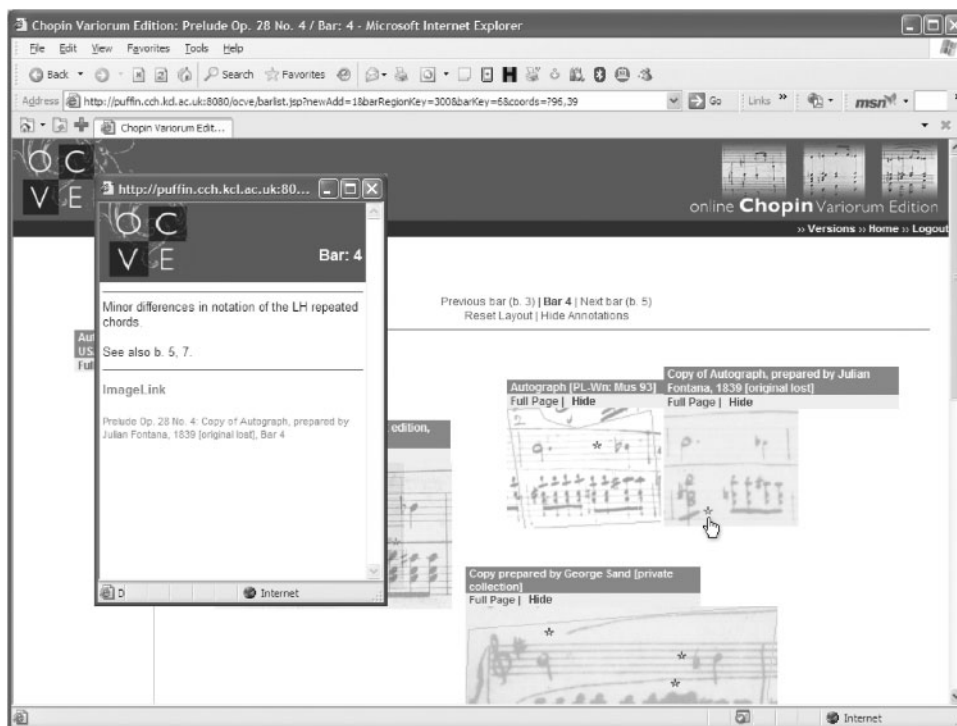 Chopin Variorum Edition: Prelude Op. 28 No. 4 / Bar: 4 - Microsoft Internet Explorer
File Edit View Favorites Tools Help
Back Search Favorites
Address http://puffin.cch.kcl.ac.uk:8080/ocve/barlist.jsp?newAdd=1&barRegionKey=300&barKey=6&coords=?96,39 Go Links » msn
Chopin Variorum Edit...
O C
V E
online Chopin Variorum Edition
» Versions » Home » Logout
http://puffin.cch.kcl.ac.uk:80...
O C
V E
Bar: 4
Minor differences in notation of the LH repeated
chords.
See also b. 5, 7.
ImageLink
Prelude Op. 28 No. 4: Copy of Autograph, prepared by
Julian Fontana, 1839 [original lost], Bar 4
D Internet
Previous bar (b. 3) | Bar 4 | Next bar (b. 5)
Reset Layout | Hide Annotations
Aut
US
Full
edition,
Autograph [PL-Wn: Mus 93]
Full Page | Hide
2
Copy of Autograph, prepared by Julian
Fontana, 1839 [original lost]
Full Page | Hide
Copy prepared by George Sand [private
collection]
Full Page | Hide
Internet